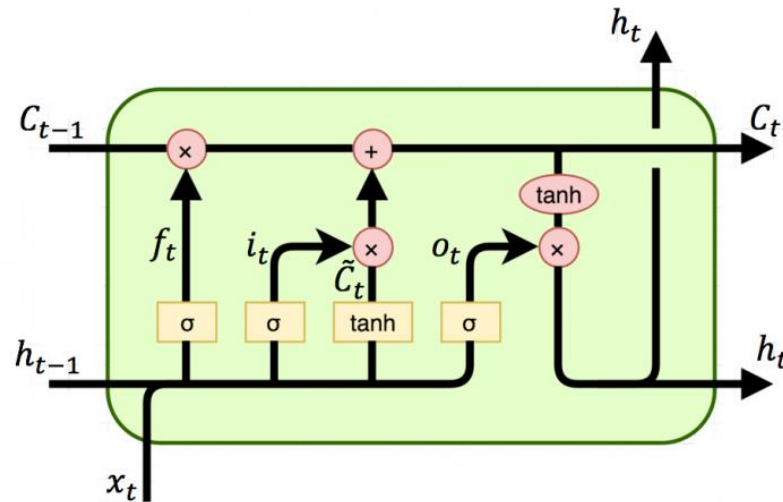 h_t
C_{t-1}
C_t
×
+
tanh
f_t
i_t
×
o_t
×
C̃_t
σ
σ
tanh
σ
h_{t-1}
h_t
x_t